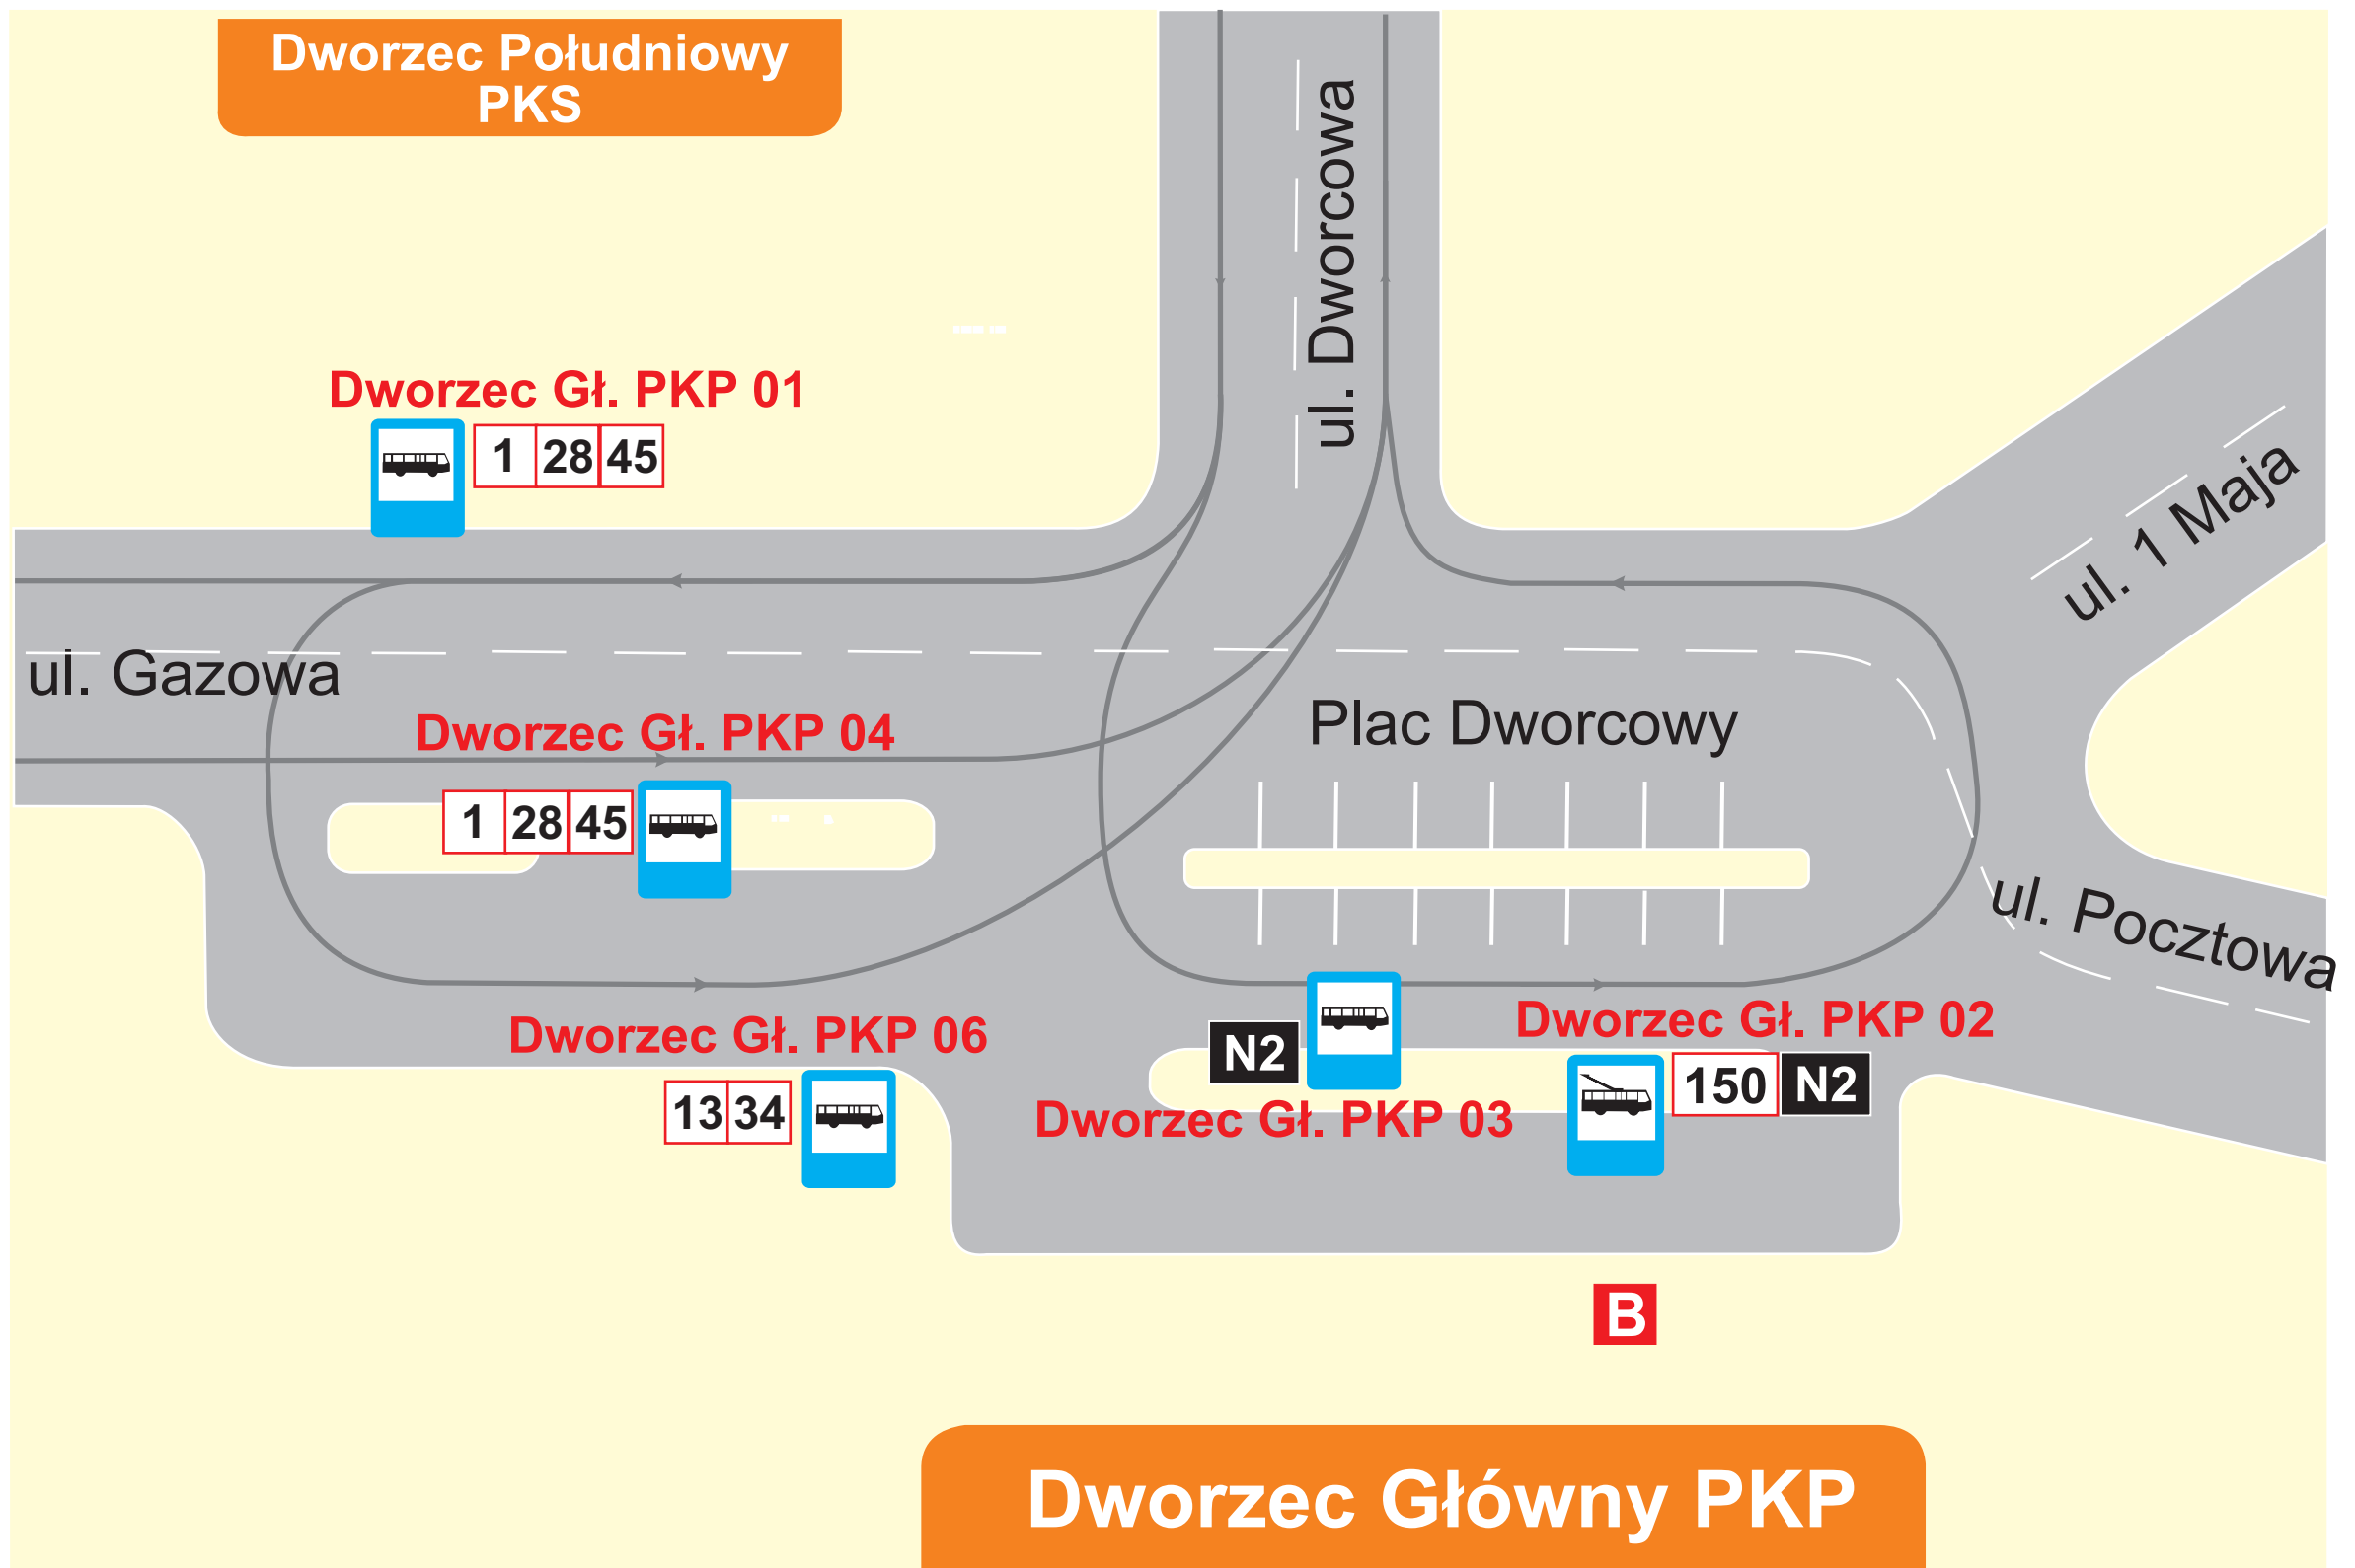 Dworzec Południowy
PKS
ul. Dworcowa
Dworzec Gł. PKP 01
1 28 45
ul. 1 Maja
ul. Gazowa
Dworzec Gł. PKP 04
Plac Dworcowy
1 28 45
ul. Pocztowa
Dworzec Gł. PKP 06
Dworzec Gł. PKP 02
N2
150 N2
13 34
Dworzec Gł. PKP 03
B
Dworzec Główny PKP